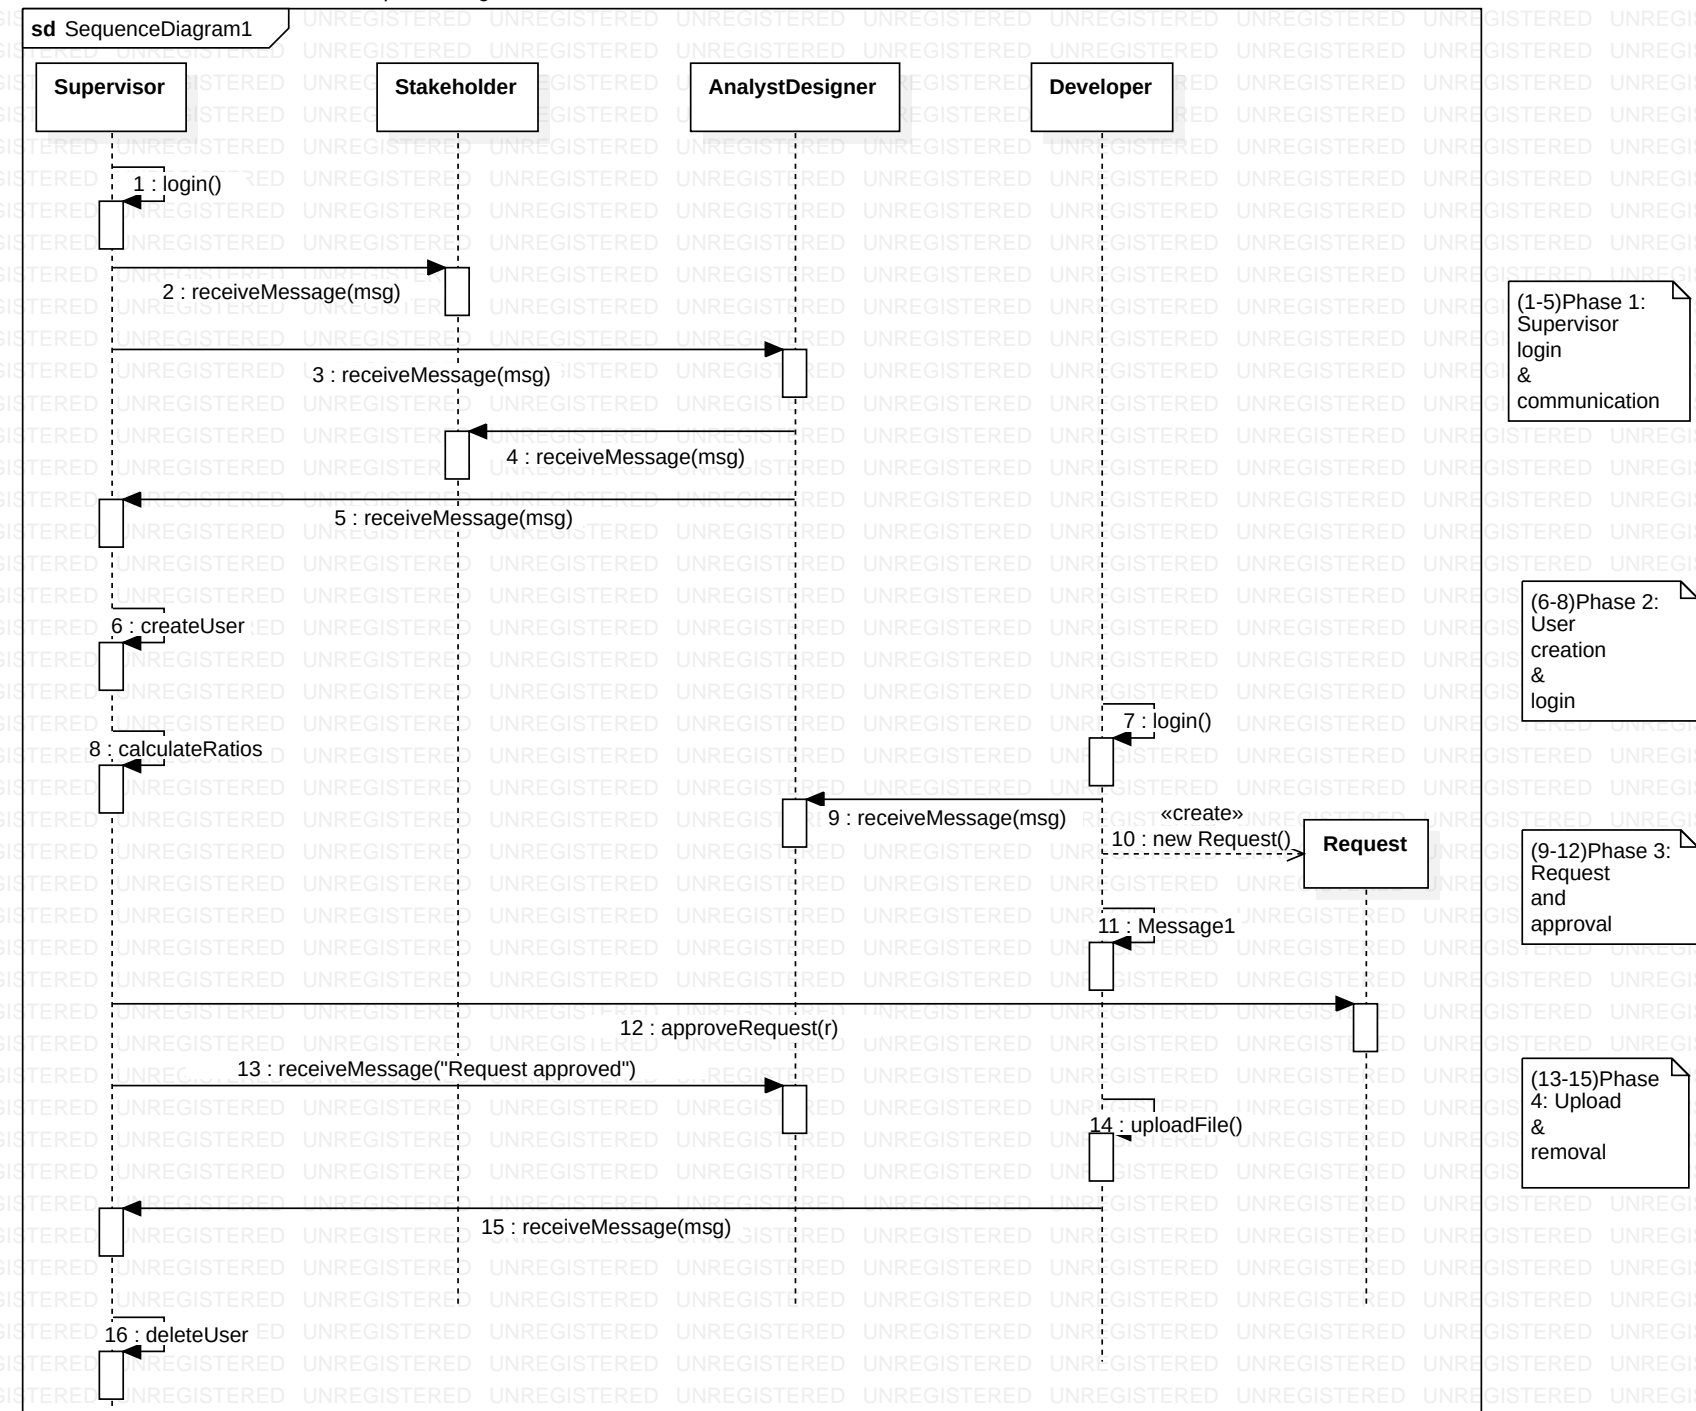 sd SequenceDiagram1
Supervisor
Stakeholder
AnalystDesigner
Developer
1 : login()
2 : receiveMessage(msg)
3 : receiveMessage(msg)
4 : receiveMessage(msg)
5 : receiveMessage(msg)
6 : createUser
7 : login()
8 : calculateRatios
9 : receiveMessage(msg)
«create»
10 : new Request()
Request
11 : Message1
12 : approveRequest(r)
13 : receiveMessage("Request approved")
14 : uploadFile()
15 : receiveMessage(msg)
16 : deleteUser
(1-5)Phase 1:
Supervisor
login
&
communication
(6-8)Phase 2:
User
creation
&
login
(9-12)Phase 3:
Request
and
approval
(13-15)Phase
4: Upload
&
removal
UNREGISTERED